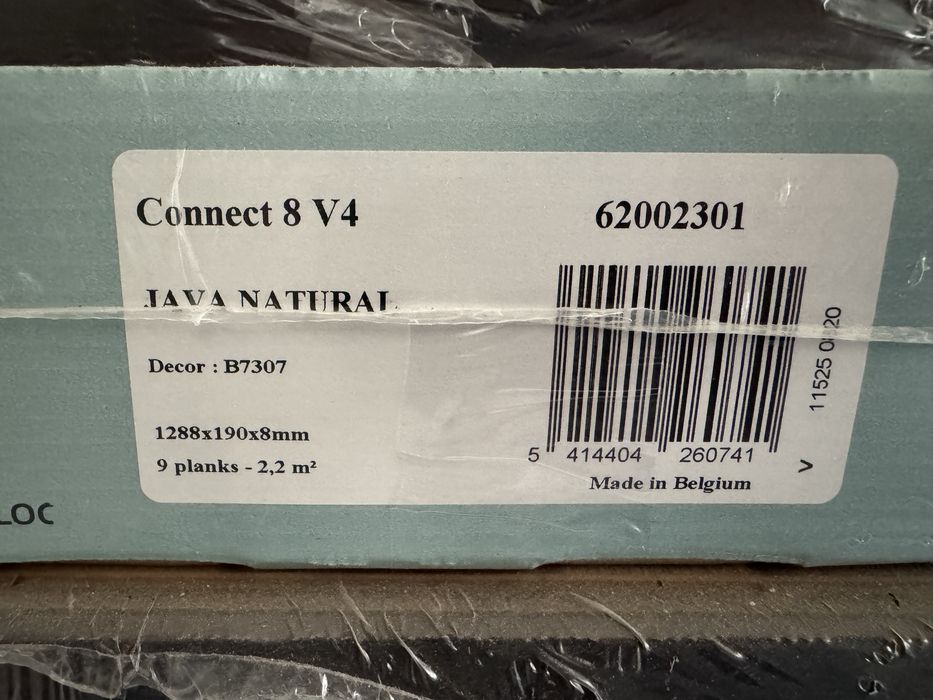 Connect 8 V4
62002301
JAVA NATURAL
Decor : B7307
1288x190x8mm
9 planks - 2,2 m²
5 414404 260741
Made in Belgium
11525
>
LOC